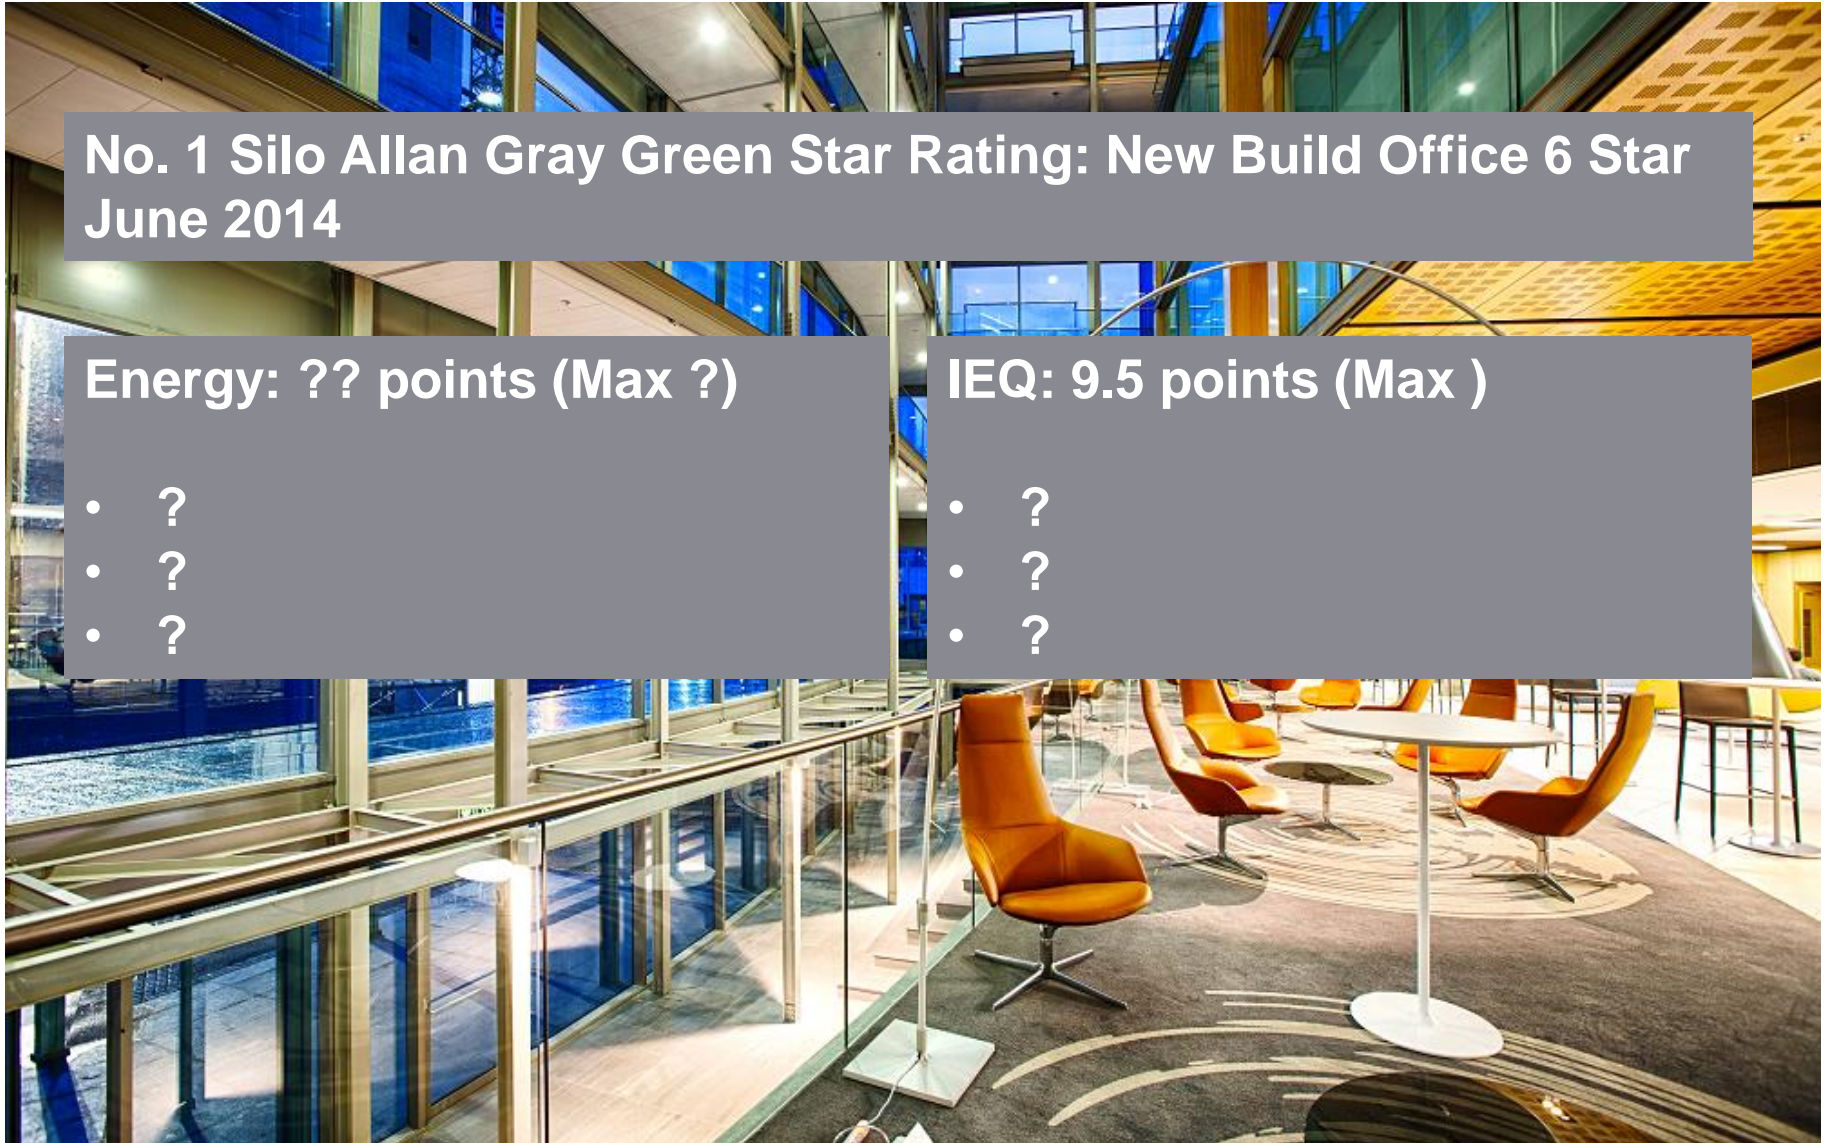 No. 1 Silo Allan Gray Green Star Rating: New Build Office 6 Star
June 2014
Energy: ?? points (Max ?)
• ?
• ?
• ?
IEQ: 9.5 points (Max )
• ?
• ?
• ?